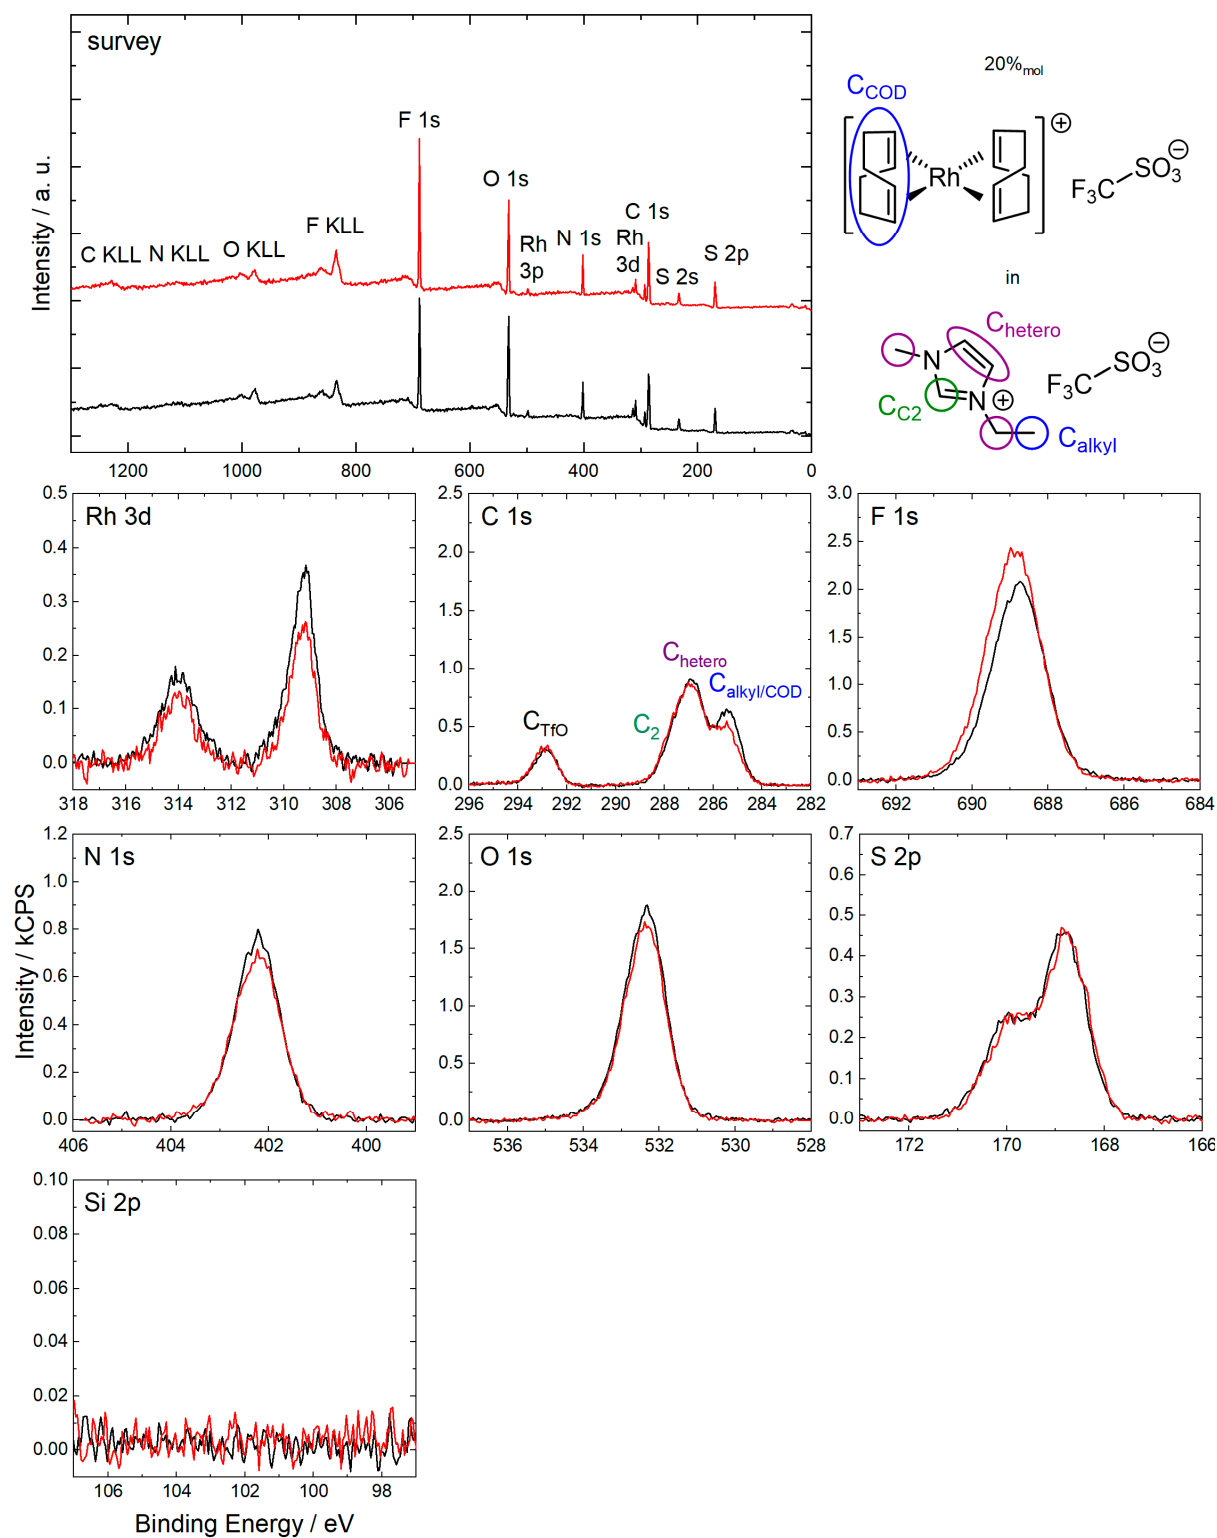 survey
Intensity / a. u.
C KLL
N KLL
O KLL
F KLL
F 1s
O 1s
Rh
3p
N 1s
C 1s
Rh
3d
S 2s
S 2p
1200
1000
800
600
400
200
0
20%mol
CCOD
Rh
⊕
F3C
SO3
⊖
in
Chetero
N
N
⊕
CC2
Calkyl
F3C
SO3
⊖
Rh 3d
0.5
0.4
0.3
0.2
0.1
0.0
318 316 314 312 310 308 306
C 1s
2.5
2.0
1.5
1.0
0.5
0.0
CTfO
C2
Chetero
Calkyl/COD
296 294 292 290 288 286 284 282
F 1s
3.0
2.5
2.0
1.5
1.0
0.5
0.0
692 690 688 686 684
Intensity / kCPS
N 1s
1.2
1.0
0.8
0.6
0.4
0.2
0.0
406 404 402 400
O 1s
2.5
2.0
1.5
1.0
0.5
0.0
536 534 532 530 528
S 2p
0.7
0.6
0.5
0.4
0.3
0.2
0.1
0.0
172 170 168 166
Si 2p
0.10
0.08
0.06
0.04
0.02
0.00
106 104 102 100 98
Binding Energy / eV